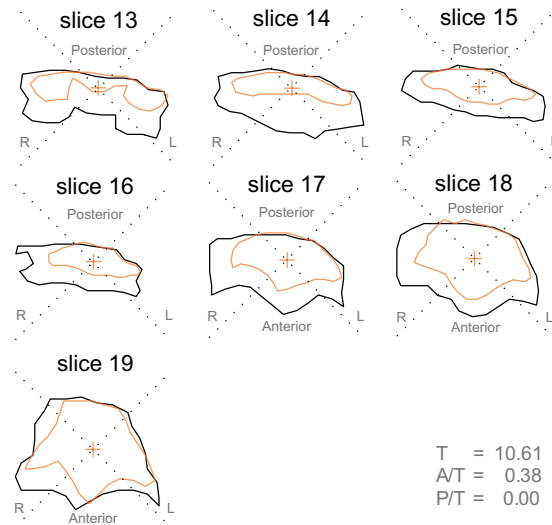 slice 13 slice 14 slice 15
Posterior Posterior Posterior
R L R L R L
slice 16 slice 17 slice 18
Posterior Posterior Posterior
R L R L R L
Anterior Anterior
slice 19
R L
Anterior
T = 10.61
A/T = 0.38
P/T = 0.00